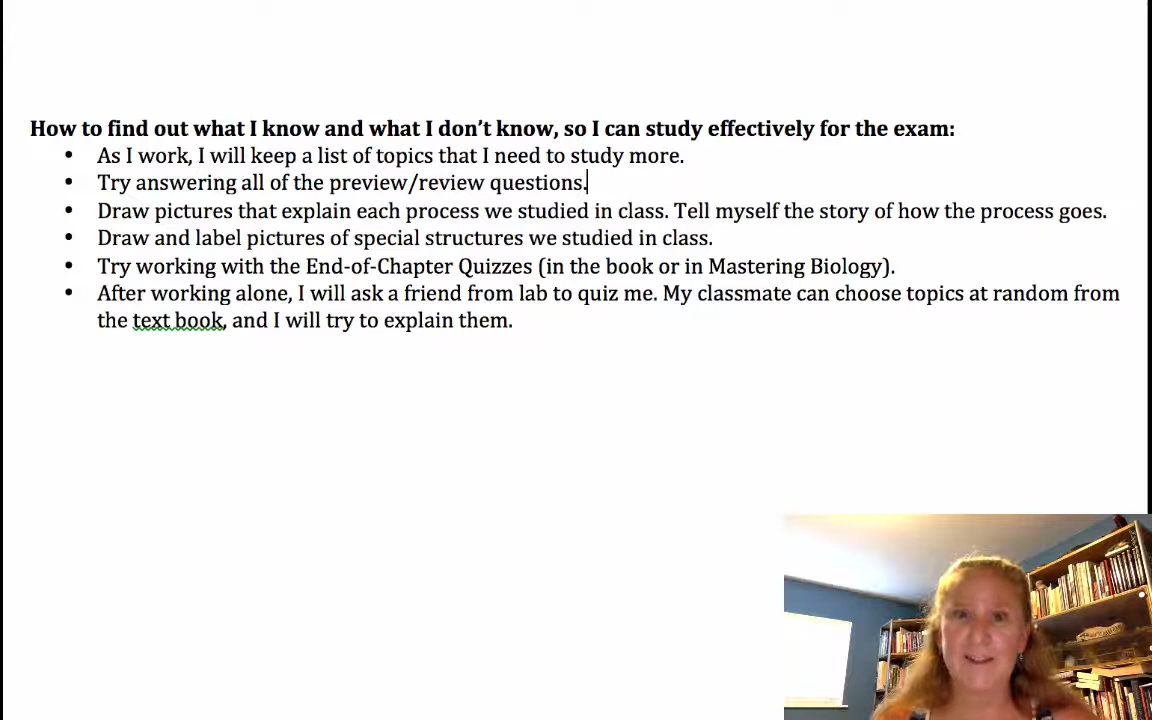 How to find out what I know and what I don't know, so I can study effectively for the exam:
• As I work, I will keep a list of topics that I need to study more.
• Try answering all of the preview/review questions.
• Draw pictures that explain each process we studied in class. Tell myself the story of how the process goes.
• Draw and label pictures of special structures we studied in class.
• Try working with the End-of-Chapter Quizzes (in the book or in Mastering Biology).
• After working alone, I will ask a friend from lab to quiz me. My classmate can choose topics at random from
the text book, and I will try to explain them.